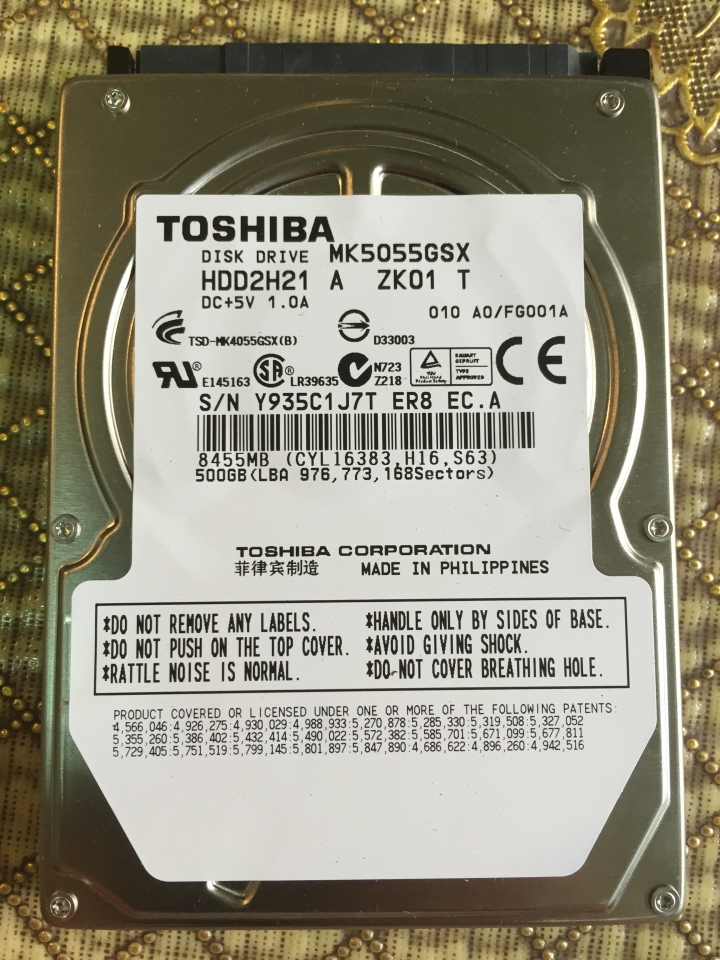 TOSHIBA
DISK DRIVE MK5055GSX
HDD2H21 A ZK01 T
DC+5V 1.0A
010 A0/FG001A
TSD-MK4055GSX(B) D33003
E145163 LR39635 N723 Z218 TYPE APPROVED
S/N Y935C1J7T ER8 EC.A
8455MB (CYL16383,H16,S63)
500GB(LBA 976,773,168Sectors)
TOSHIBA CORPORATION
菲律宾制造 MADE IN PHILIPPINES
*DO NOT REMOVE ANY LABELS. *HANDLE ONLY BY SIDES OF BASE.
*DO NOT PUSH ON THE TOP COVER. *AVOID GIVING SHOCK.
*RATTLE NOISE IS NORMAL. *DO-NOT COVER BREATHING HOLE.
PRODUCT COVERED OR LICENSED UNDER ONE OR MORE OF THE FOLLOWING PATENTS:
4,566,046:4,926,275:4,930,029:4,988,933:5,270,878:5,285,330:5,319,508:5,327,052
5,355,260:5,386,402:5,432,414:5,490,022:5,572,382:5,585,701:5,671,099:5,677,811
5,729,405:5,751,519:5,799,145:5,801,897:5,847,890:4,686,622:4,896,260:4,942,516